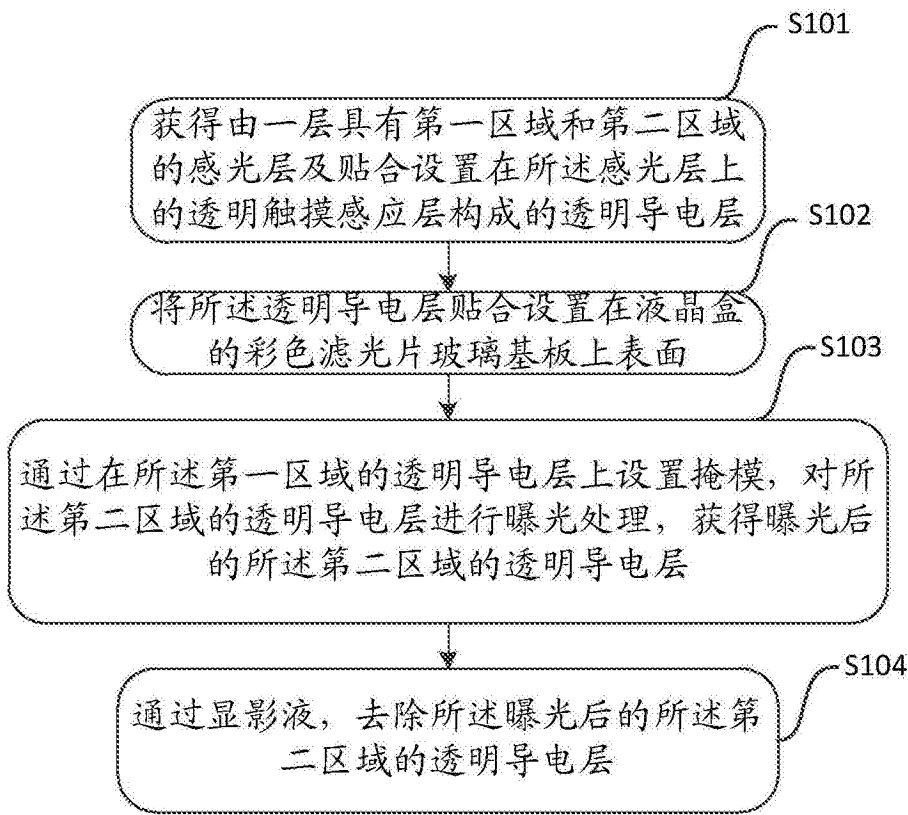 S101
获得由一层具有第一区域和第二区域
的感光层及贴合设置在所述感光层上
的透明触摸感应层构成的透明导电层
S102
将所述透明导电层贴合设置在液晶盒
的彩色滤光片玻璃基板上表面
S103
通过在所述第一区域的透明导电层上设置掩模，对所
述第二区域的透明导电层进行曝光处理，获得曝光后
的所述第二区域的透明导电层
S104
通过显影液，去除所述曝光后的所述第
二区域的透明导电层